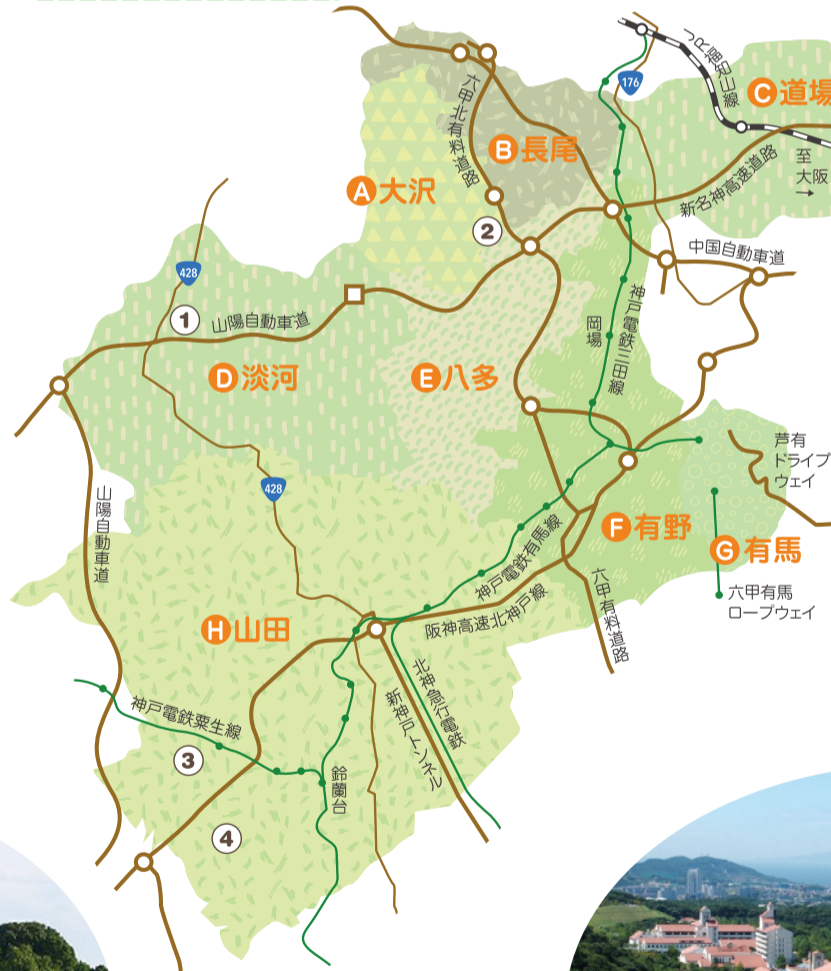 176
JR福知山線
C 道場
六甲北有料道路
B 長尾
至
大阪
→
新名神高速道路
A 大沢
2
中国自動車道
428
1
山陽自動車道
神戸電鉄三田線
岡場
D 淡河
E 八多
芦有
ドライブ
ウェイ
428
山陽自動車道
F 有野
G 有馬
神戸電鉄有馬線
六甲有馬
ロープウェイ
阪神高速北神戸線
六甲有料道路
H 山田
北神急行電鉄
新神戸トンネル
神戸電鉄粟生線
3
鈴蘭台
4